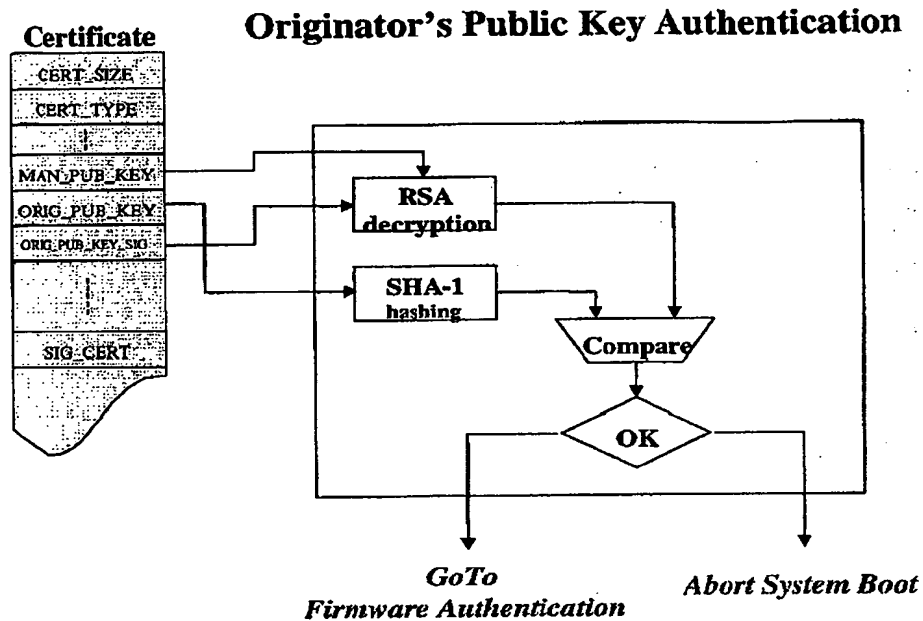 Originator's Public Key Authentication
Certificate
CERT_SIZE
CERT_TYPE
MAN_PUB_KEY
ORIG_PUB_KEY
ORIG_PUB_KEY_SIG
SIG_CERT
RSA
decryption
SHA-1
hashing
Compare
OK
GoTo
Firmware Authentication
Abort System Boot